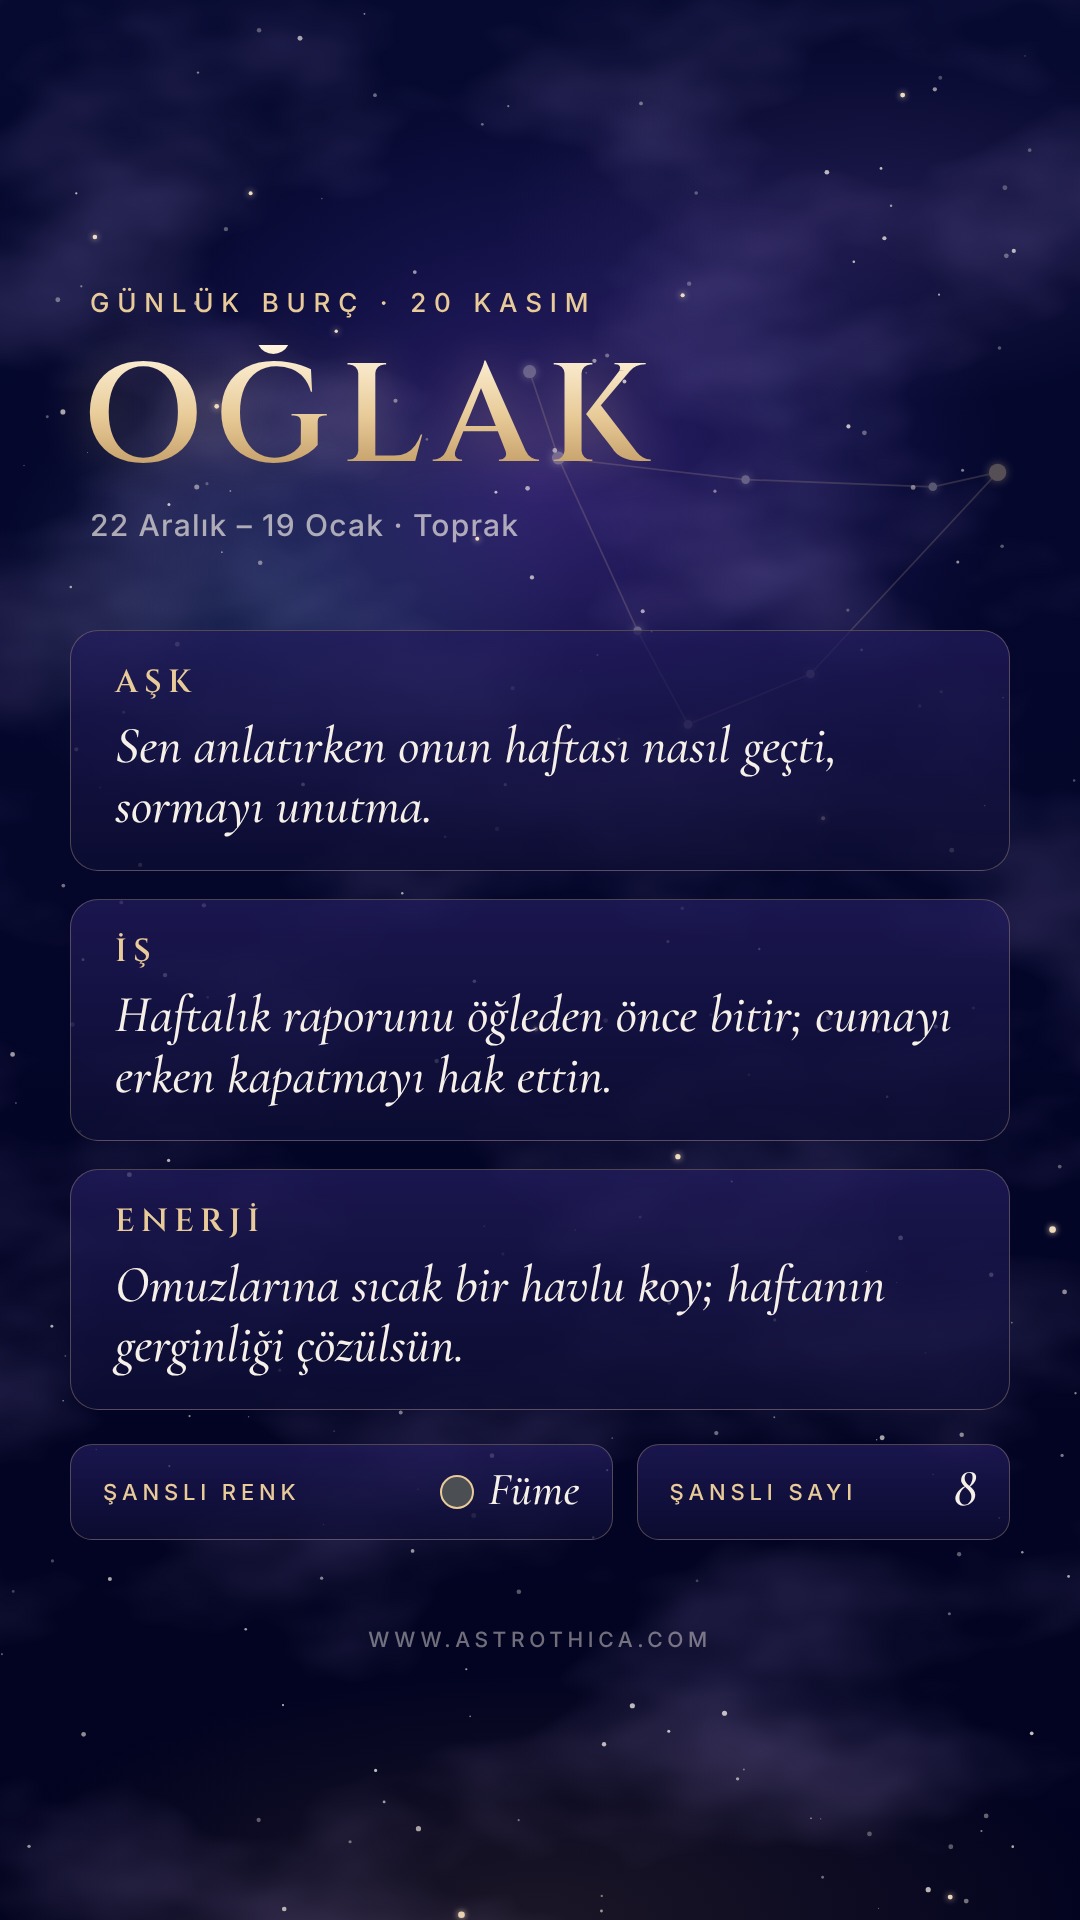 GÜNLÜK BURÇ · 20 KASIM
OĞLAK
22 Aralık – 19 Ocak · Toprak
AŞK
Sen anlatırken onun haftası nasıl geçti,
sormayı unutma.
İŞ
Haftalık raporunu öğleden önce bitir; cumayı
erken kapatmayı hak ettin.
ENERJİ
Omuzlarına sıcak bir havlu koy; haftanın
gerginliği çözülsün.
ŞANSLI RENK
Füme
ŞANSLI SAYI
8
WWW.ASTROTHICA.COM